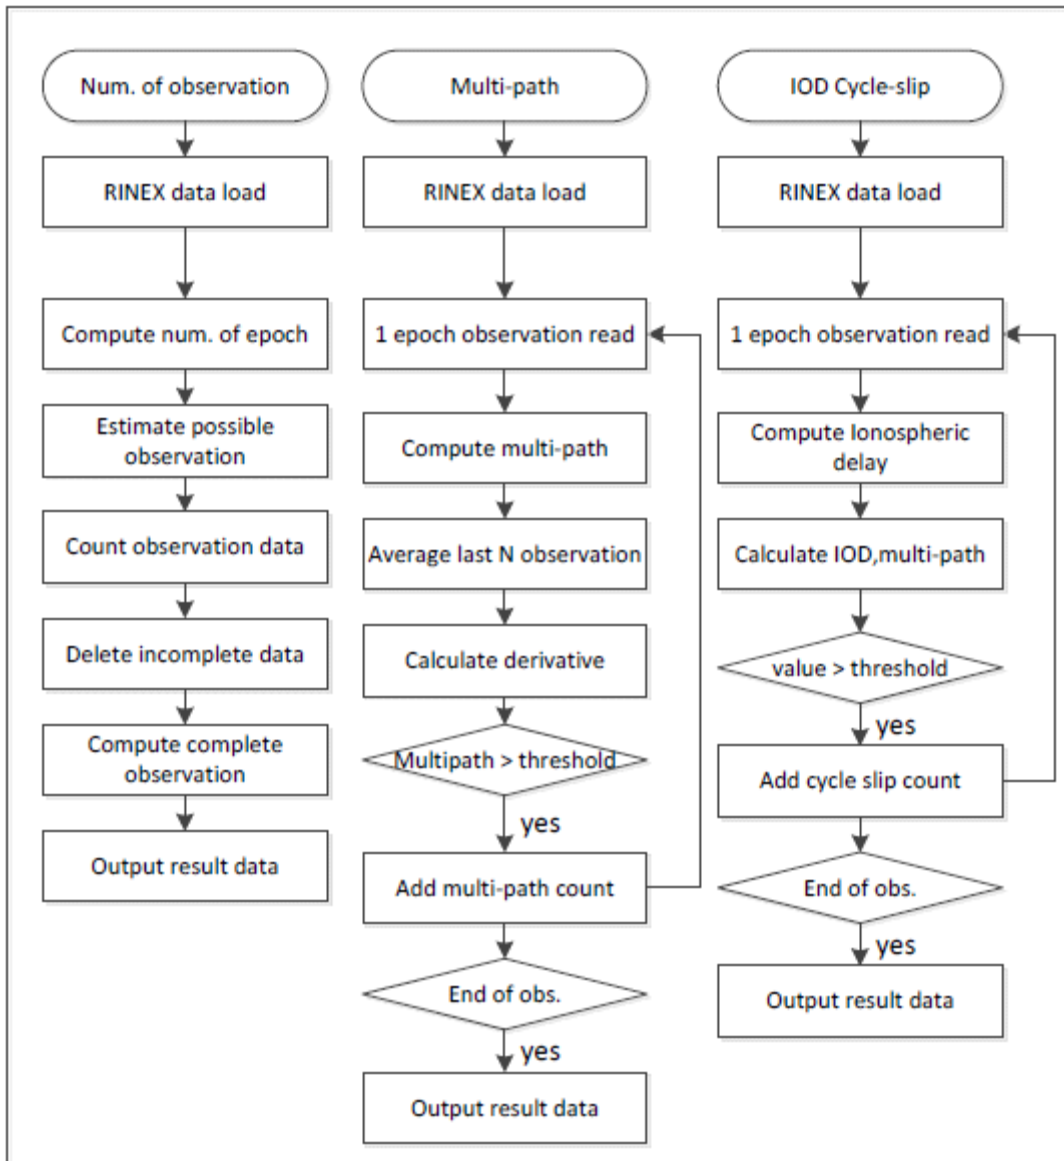 Num. of observation
RINEX data load
Compute num. of epoch
Estimate possible
observation
Count observation data
Delete incomplete data
Compute complete
observation
Output result data
Multi-path
RINEX data load
1 epoch observation read
Compute multi-path
Average last N observation
Calculate derivative
Multipath > threshold
yes
Add multi-path count
End of obs.
yes
Output result data
IOD Cycle-slip
RINEX data load
1 epoch observation read
Compute Ionospheric
delay
Calculate IOD,multi-path
value > threshold
yes
Add cycle slip count
End of obs.
yes
Output result data